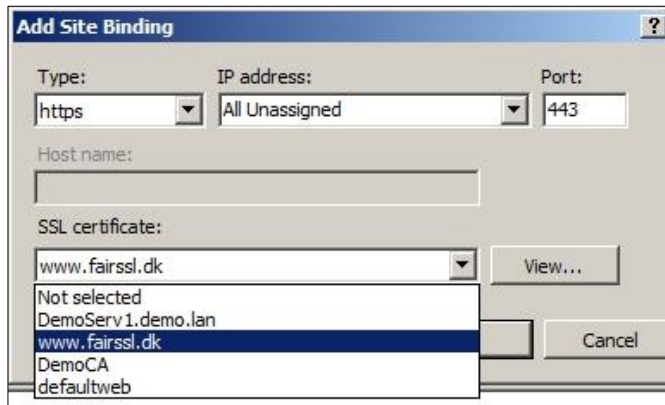 Add Site Binding ?
Type: IP address: Port:
https All Unassigned 443
Host name:
SSL certificate:
www.fairssl.dk View...
Not selected
DemoServ1.demo.lan
www.fairssl.dk
DemoCA Cancel
defaultweb